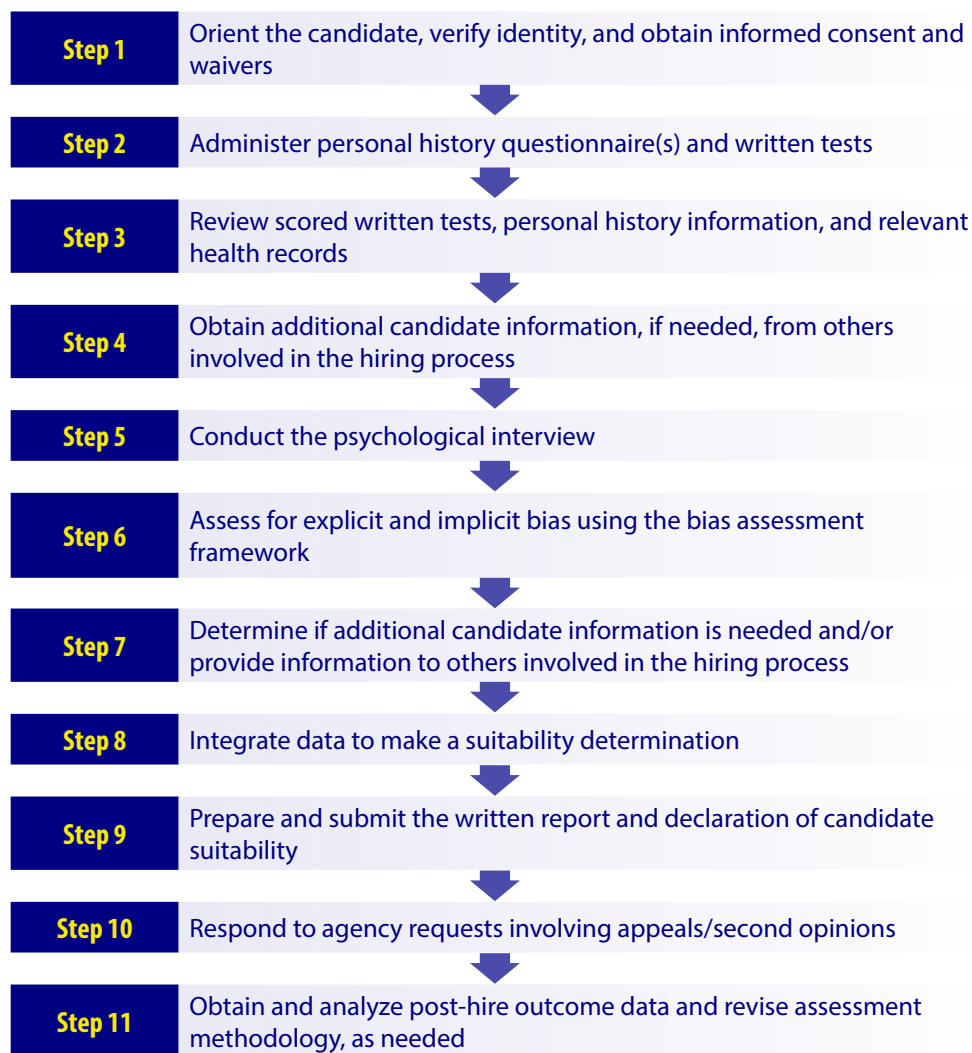 Step 1
Orient the candidate, verify identity, and obtain informed consent and
waivers
Step 2
Administer personal history questionnaire(s) and written tests
Step 3
Review scored written tests, personal history information, and relevant
health records
Step 4
Obtain additional candidate information, if needed, from others
involved in the hiring process
Step 5
Conduct the psychological interview
Step 6
Assess for explicit and implicit bias using the bias assessment
framework
Step 7
Determine if additional candidate information is needed and/or
provide information to others involved in the hiring process
Step 8
Integrate data to make a suitability determination
Step 9
Prepare and submit the written report and declaration of candidate
suitability
Step 10
Respond to agency requests involving appeals/second opinions
Step 11
Obtain and analyze post-hire outcome data and revise assessment
methodology, as needed